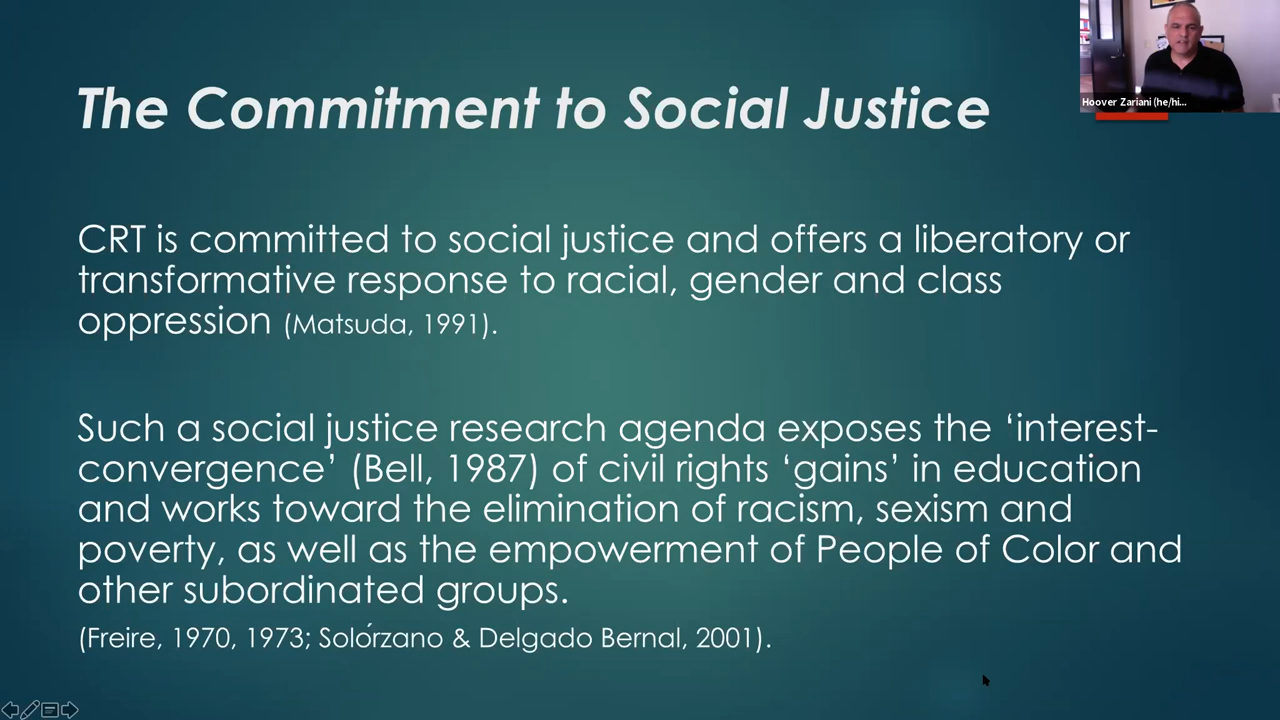 Hoover Zariani (he/hi...
The Commitment to Social Justice
CRT is committed to social justice and offers a liberatory or
transformative response to racial, gender and class
oppression (Matsuda, 1991).
Such a social justice research agenda exposes the ‘interest-
convergence’ (Bell, 1987) of civil rights ‘gains’ in education
and works toward the elimination of racism, sexism and
poverty, as well as the empowerment of People of Color and
other subordinated groups.
(Freire, 1970, 1973; Solórzano & Delgado Bernal, 2001).